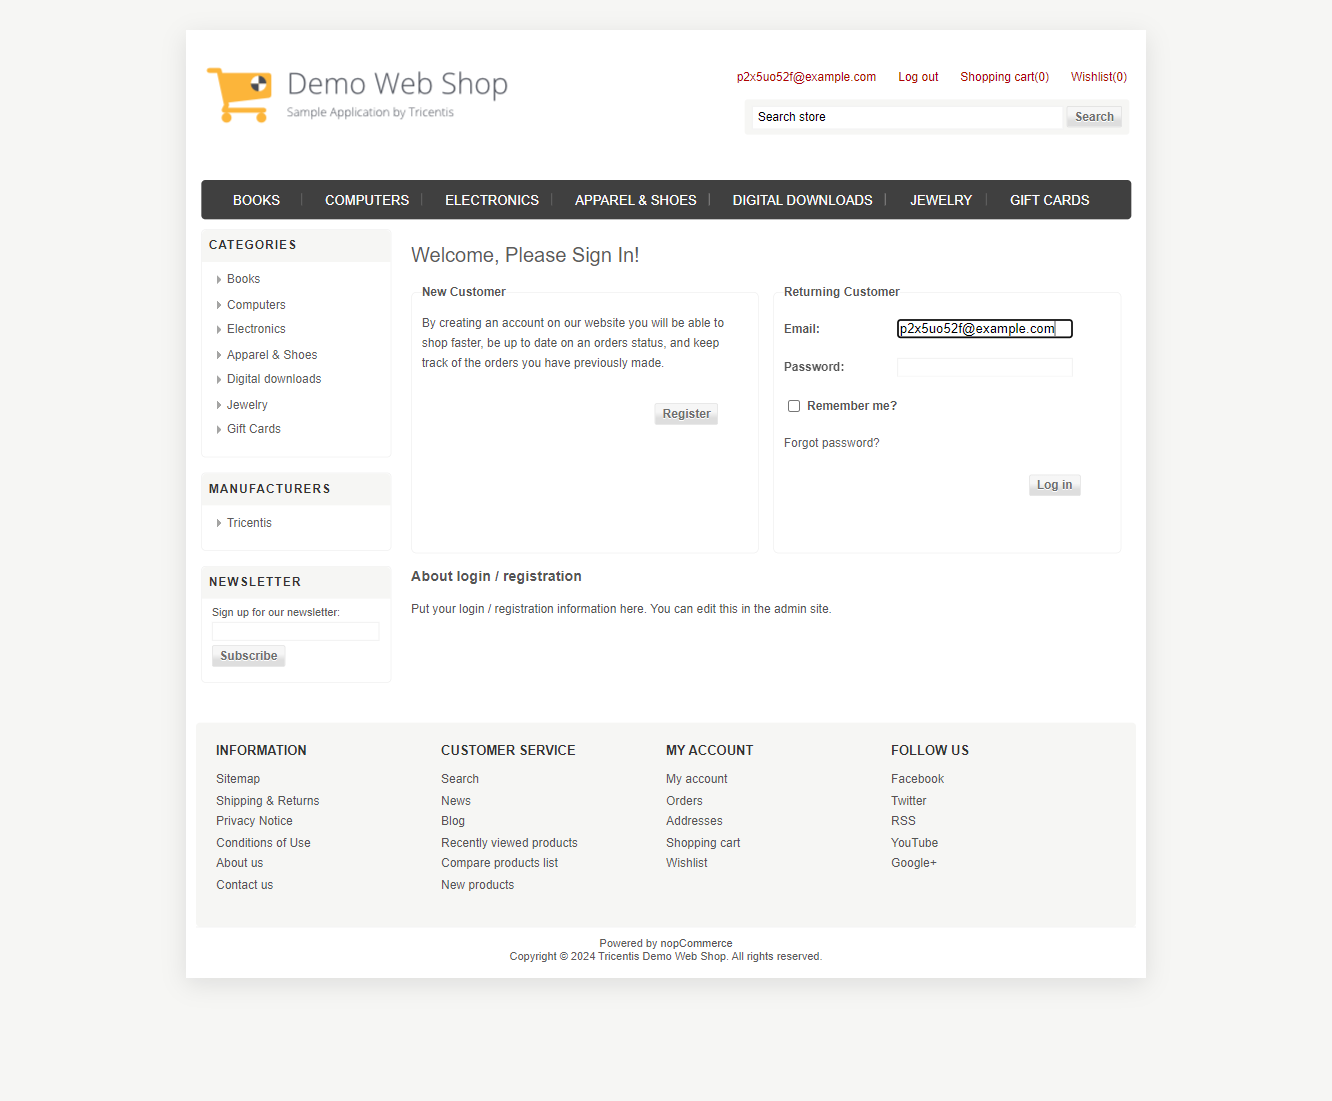 Demo Web Shop
Sample Application by Tricentis
p2x5uo52f@example.com Log out Shopping cart(0) Wishlist(0)
Search store Search
BOOKS COMPUTERS ELECTRONICS APPAREL & SHOES DIGITAL DOWNLOADS JEWELRY GIFT CARDS
CATEGORIES
Books
Computers
Electronics
Apparel & Shoes
Digital downloads
Jewelry
Gift Cards
MANUFACTURERS
Tricentis
NEWSLETTER
Sign up for our newsletter:
Subscribe
Welcome, Please Sign In!
New Customer
By creating an account on our website you will be able to
shop faster, be up to date on an orders status, and keep
track of the orders you have previously made.
Register
Returning Customer
Email: p2x5uo52f@example.com
Password:
Remember me?
Forgot password?
Log in
About login / registration
Put your login / registration information here. You can edit this in the admin site.
INFORMATION
Sitemap
Shipping & Returns
Privacy Notice
Conditions of Use
About us
Contact us
CUSTOMER SERVICE
Search
News
Blog
Recently viewed products
Compare products list
New products
MY ACCOUNT
My account
Orders
Addresses
Shopping cart
Wishlist
FOLLOW US
Facebook
Twitter
RSS
YouTube
Google+
Powered by nopCommerce
Copyright © 2024 Tricentis Demo Web Shop. All rights reserved.